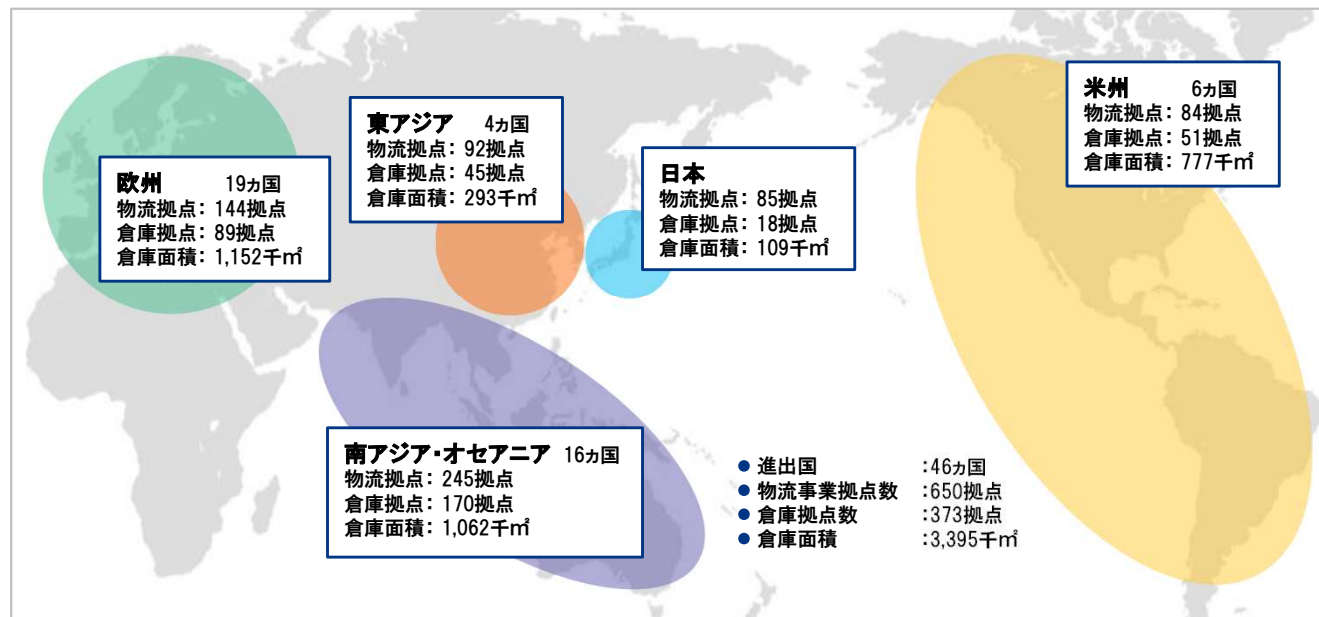 欧州 19ヵ国
物流拠点: 144拠点
倉庫拠点: 89拠点
倉庫面積: 1,152千㎡
東アジア 4ヵ国
物流拠点: 92拠点
倉庫拠点: 45拠点
倉庫面積: 293千㎡
日本
物流拠点: 85拠点
倉庫拠点: 18拠点
倉庫面積: 109千㎡
米州 6ヵ国
物流拠点: 84拠点
倉庫拠点: 51拠点
倉庫面積: 777千㎡
南アジア・オセアニア 16ヵ国
物流拠点: 245拠点
倉庫拠点: 170拠点
倉庫面積: 1,062千㎡
● 進出国 :46ヵ国
● 物流事業拠点数 :650拠点
● 倉庫拠点数 :373拠点
● 倉庫面積 :3,395千㎡